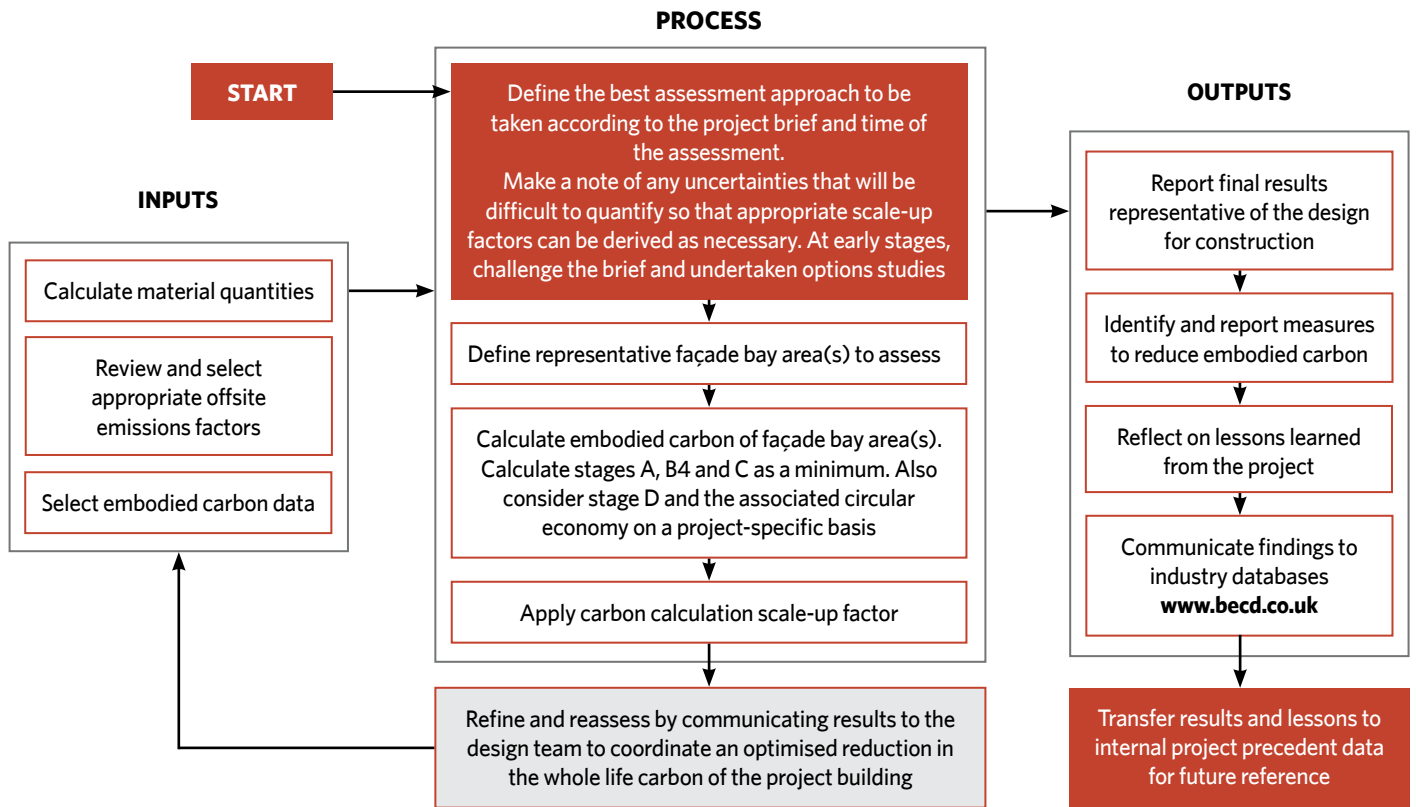 PROCESS
START
Define the best assessment approach to be
taken according to the project brief and time of
the assessment.
Make a note of any uncertainties that will be
difficult to quantify so that appropriate scale-up
factors can be derived as necessary. At early stages,
challenge the brief and undertaken options studies
Define representative façade bay area(s) to assess
Calculate embodied carbon of façade bay area(s).
Calculate stages A, B4 and C as a minimum. Also
consider stage D and the associated circular
economy on a project-specific basis
Apply carbon calculation scale-up factor
Refine and reassess by communicating results to the
design team to coordinate an optimised reduction in
the whole life carbon of the project building
INPUTS
Calculate material quantities
Review and select
appropriate offsite
emissions factors
Select embodied carbon data
OUTPUTS
Report final results
representative of the design
for construction
Identify and report measures
to reduce embodied carbon
Reflect on lessons learned
from the project
Communicate findings to
industry databases
www.becd.co.uk
Transfer results and lessons to
internal project precedent data
for future reference